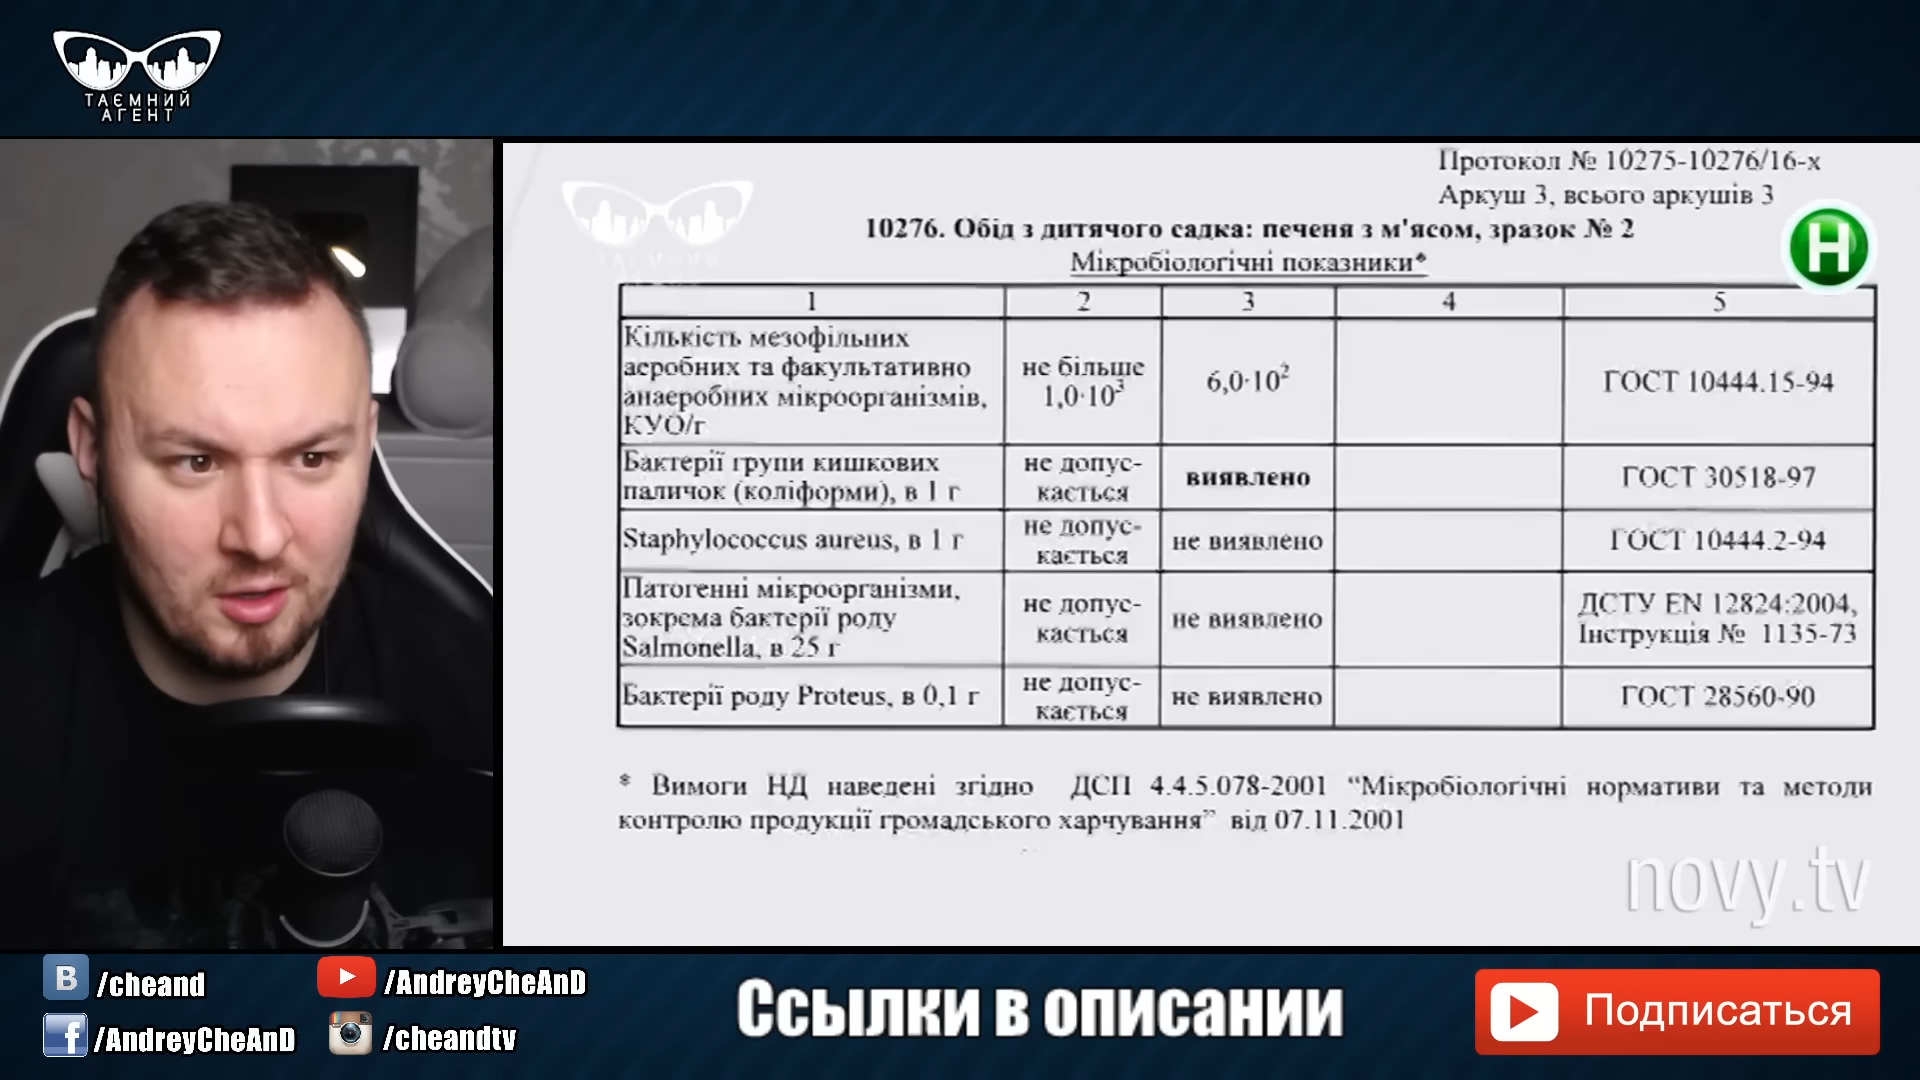 ТАЄМНИЙ
АГЕНТ
Протокол № 10275-10276/16-х
Аркуш 3, всього аркушів 3
10276. Обід з дитячого садка: печеня з м'ясом, зразок № 2
Мікробіологічні показники*
1 2 3 4 5
Кількість мезофільних
аеробних та факультативно
анаеробних мікроорганізмів,
КУО/г
не більше
1,0·10³
6,0·10²
ГОСТ 10444.15-94
Бактерії групи кишкових
паличок (коліформи), в 1 г
не допус-
кається
виявлено
ГОСТ 30518-97
Staphylococcus aureus, в 1 г
не допус-
кається
не виявлено
ГОСТ 10444.2-94
Патогенні мікроорганізми,
зокрема бактерії роду
Salmonella, в 25 г
не допус-
кається
не виявлено
ДСТУ EN 12824:2004,
Інструкція № 1135-73
Бактерії роду Proteus, в 0,1 г
не допус-
кається
не виявлено
ГОСТ 28560-90
* Вимоги НД наведені згідно ДСП 4.4.5.078-2001 “Мікробіологічні нормативи та методи
контролю продукції громадського харчування” від 07.11.2001
Н
novy.tv
B /cheand
/AndreyCheAnD
f /AndreyCheAnD
/cheandtv
Ссылки в описании
Подписаться